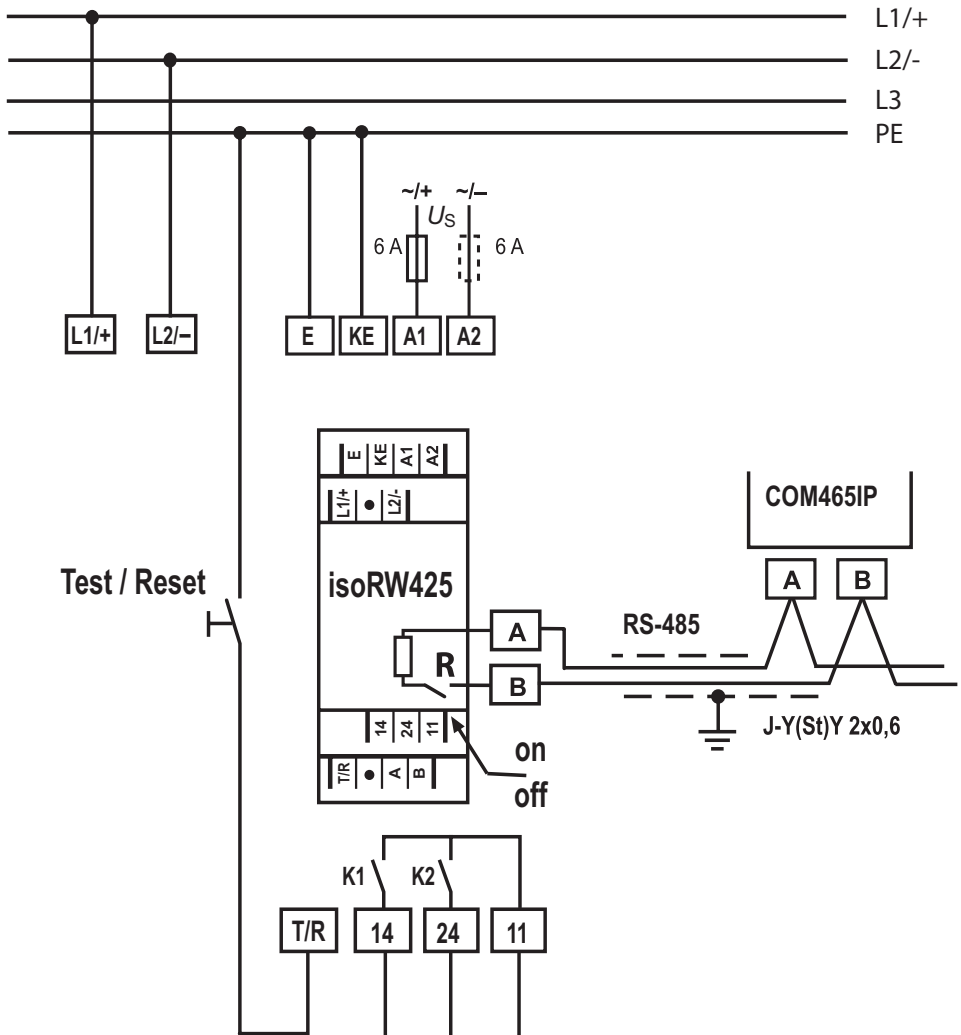 L1/+
L2/-
L3
PE
~/+ ~/–
US
6 A 6 A
L1/+ L2/– E KE A1 A2
E KE A1 A2
L1/+ L2/-
COM465IP
A B
Test / Reset
isoRW425
RS-485
A
R
B
J-Y(St)Y 2x0,6
14 24 11
on
off
T/R A B
K1 K2
T/R 14 24 11